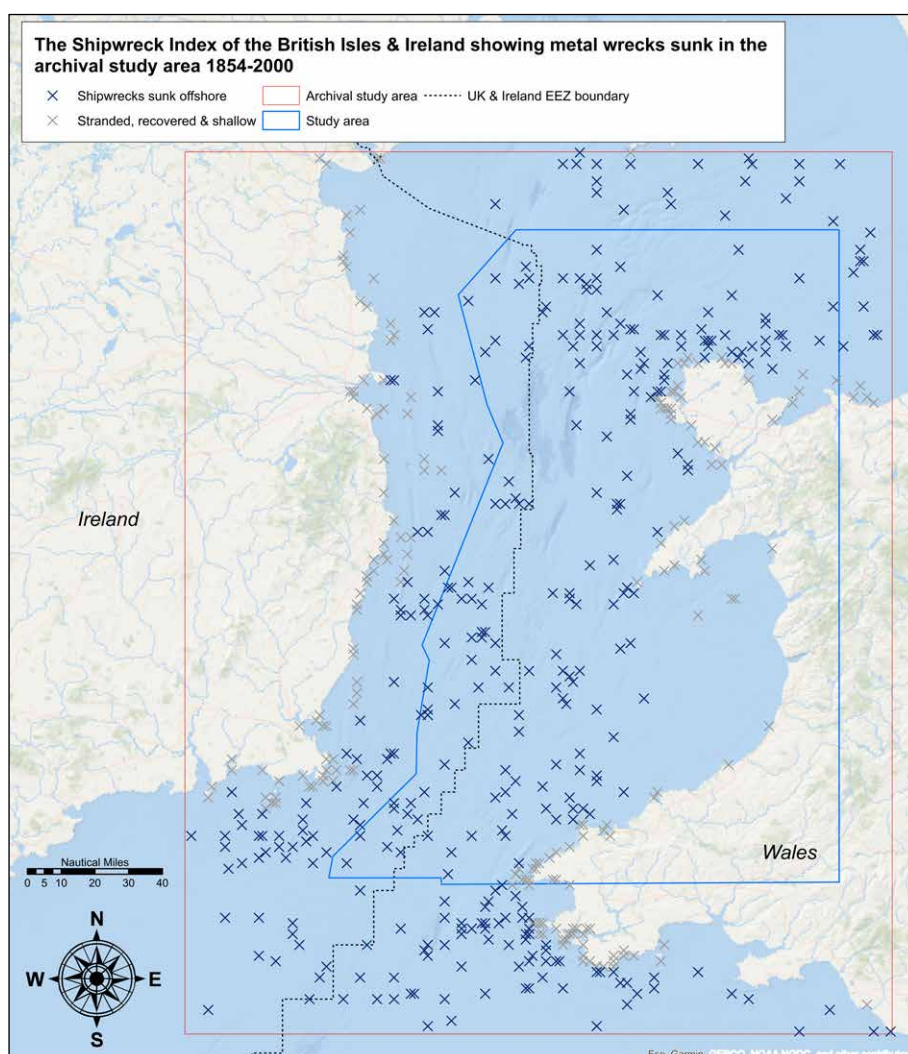 The Shipwreck Index of the British Isles & Ireland showing metal wrecks sunk in the
archival study area 1854-2000
Shipwrecks sunk offshore
Archival study area
UK & Ireland EEZ boundary
Stranded, recovered & shallow
Study area
Ireland
Wales
Nautical Miles
0 5 10 20 30 40
N
W E
S
Esri, Garmin, GEBCO, NOAA NGDC, and other contributors